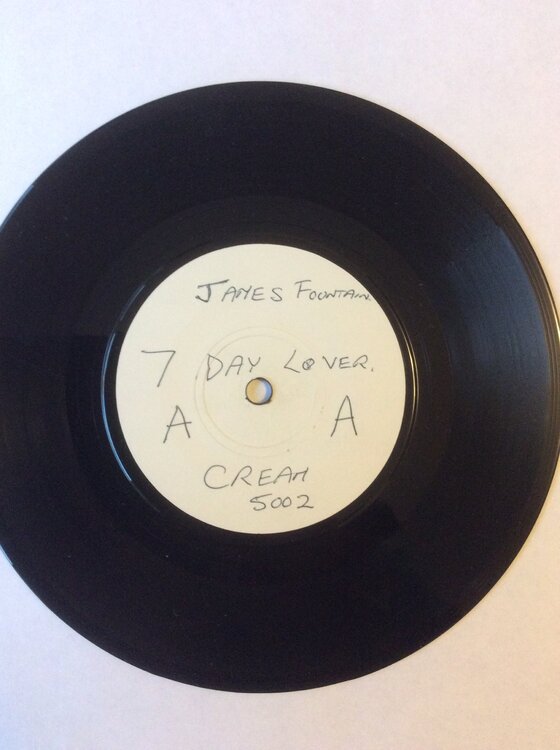 JAMES FOUNTAIN.
7 DAY LOVER.
A A
CREAM
5002